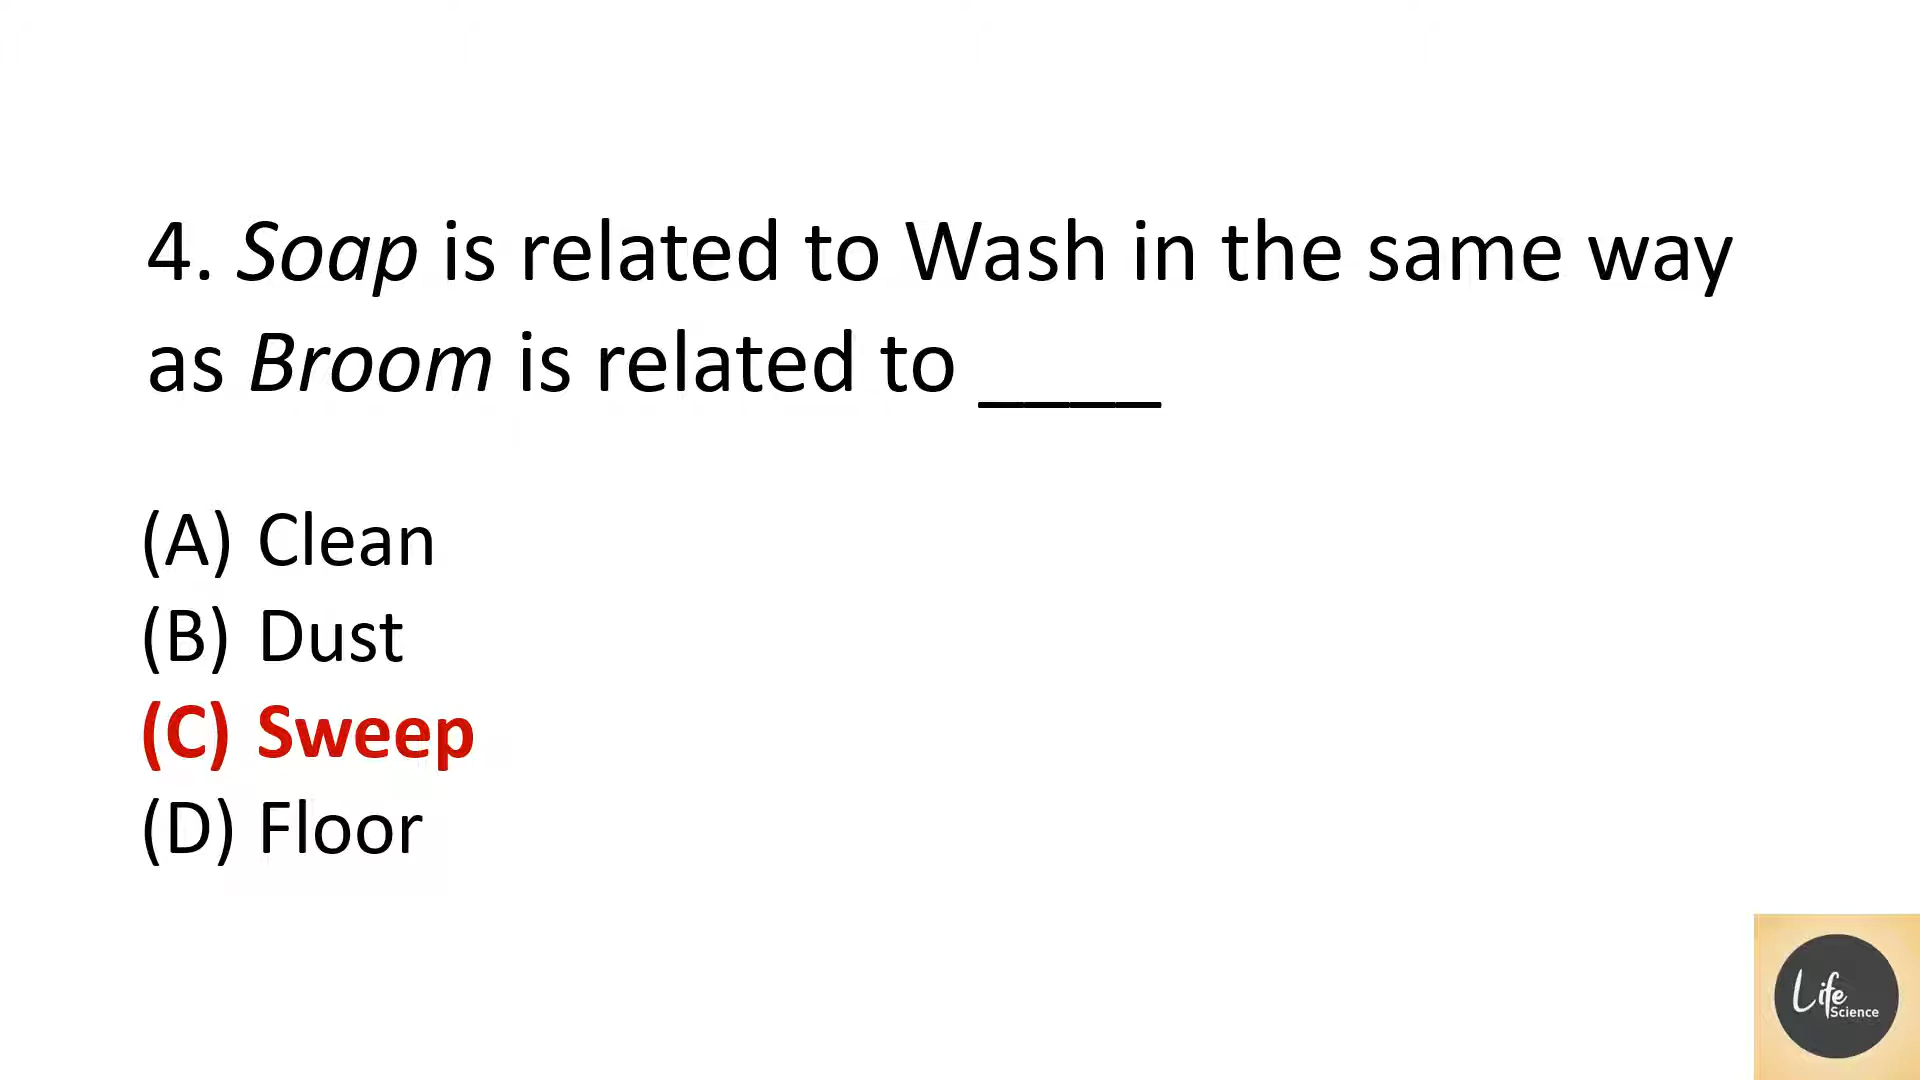 4. Soap is related to Wash in the same way
as Broom is related to ____
(A) Clean
(B) Dust
(C) Sweep
(D) Floor
Life
Science